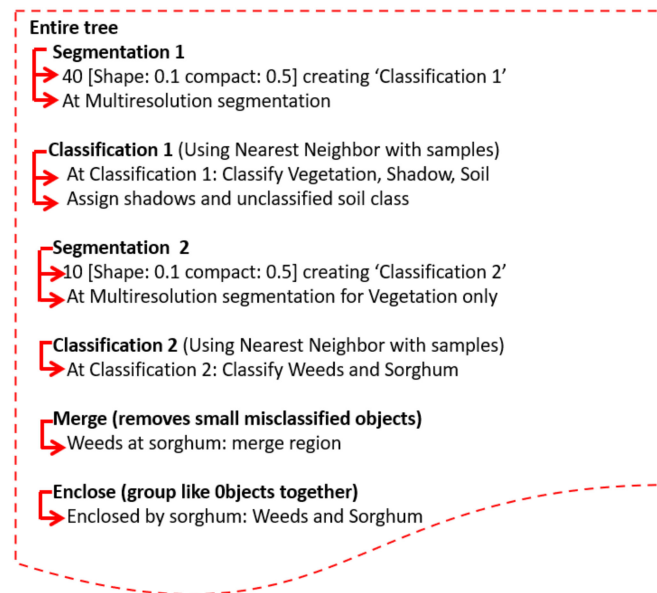 Entire tree
Segmentation 1
40 [Shape: 0.1 compact: 0.5] creating ‘Classification 1’
At Multiresolution segmentation
Classification 1 (Using Nearest Neighbor with samples)
At Classification 1: Classify Vegetation, Shadow, Soil
Assign shadows and unclassified soil class
Segmentation 2
10 [Shape: 0.1 compact: 0.5] creating ‘Classification 2’
At Multiresolution segmentation for Vegetation only
Classification 2 (Using Nearest Neighbor with samples)
At Classification 2: Classify Weeds and Sorghum
Merge (removes small misclassified objects)
Weeds at sorghum: merge region
Enclose (group like 0bjects together)
Enclosed by sorghum: Weeds and Sorghum